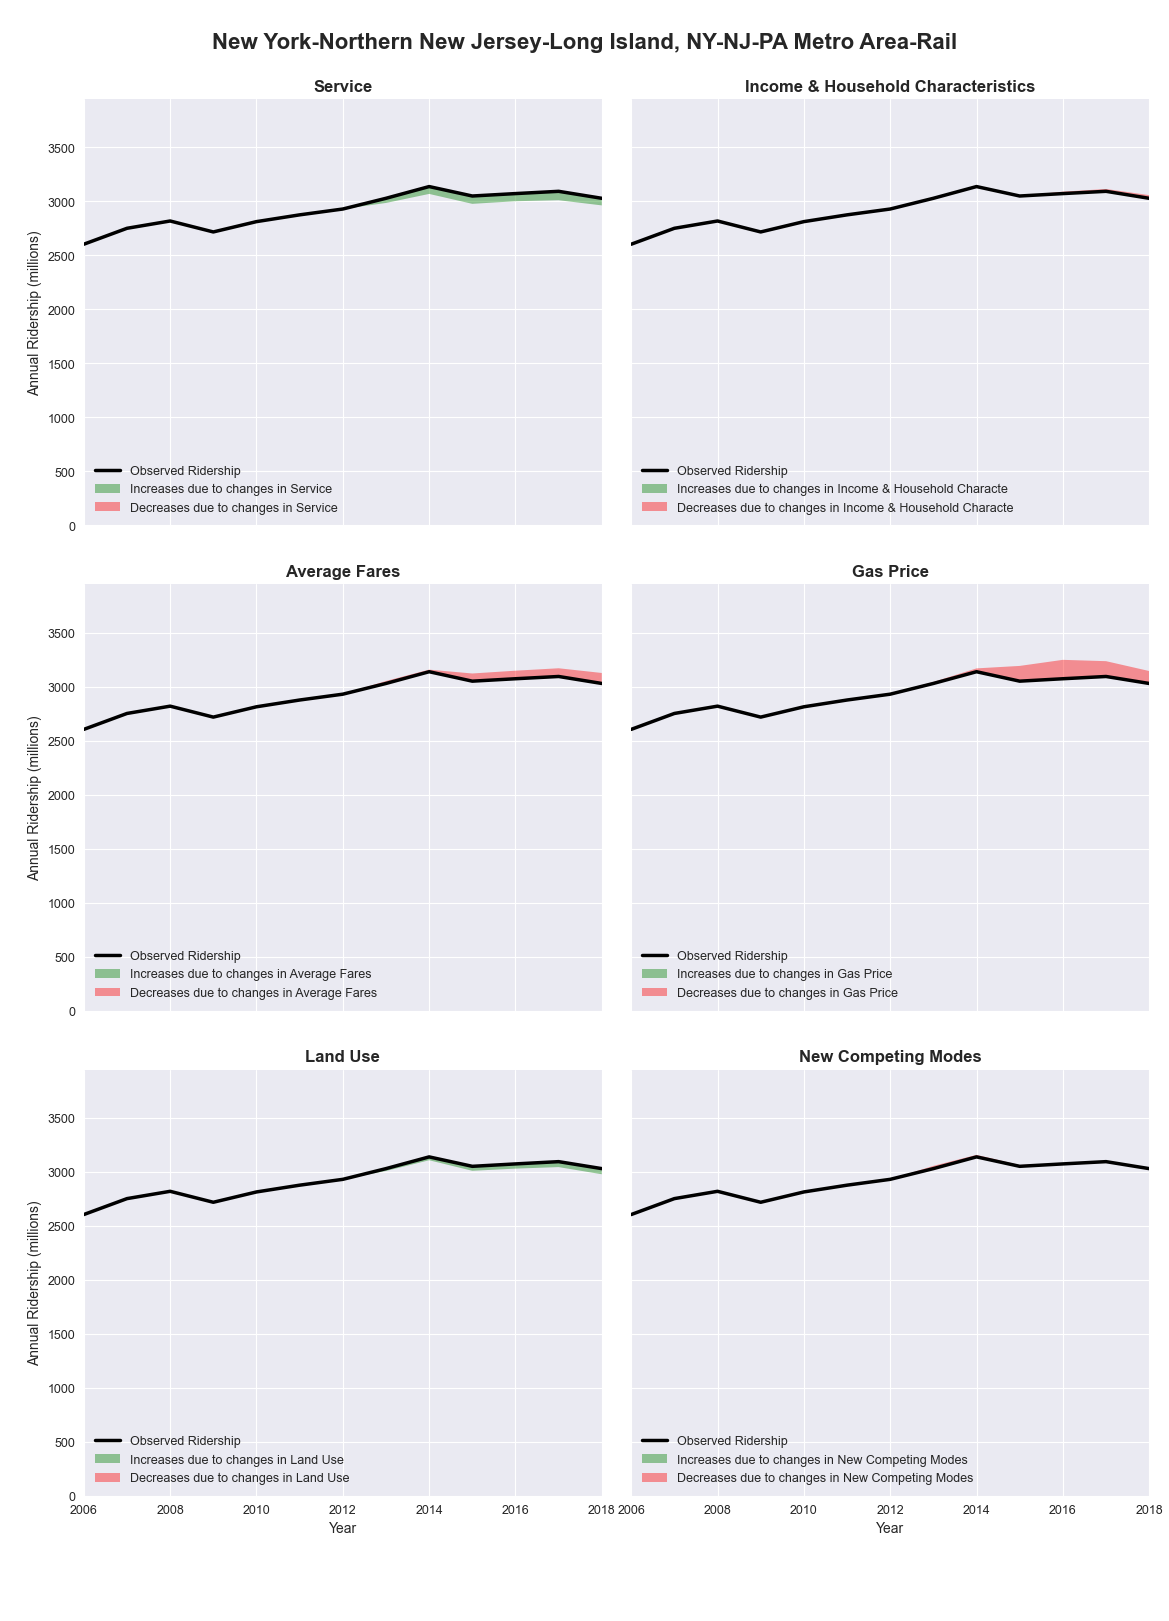 New York-Northern New Jersey-Long Island, NY-NJ-PA Metro Area-Rail
Service
Income & Household Characteristics
3500
3000
2500
2000
1500
1000
500
0
Annual Ridership (millions)
Observed Ridership
Increases due to changes in Service
Decreases due to changes in Service
Observed Ridership
Increases due to changes in Income & Household Characte
Decreases due to changes in Income & Household Characte
Average Fares
Gas Price
3500
3000
2500
2000
1500
1000
500
0
Annual Ridership (millions)
Observed Ridership
Increases due to changes in Average Fares
Decreases due to changes in Average Fares
Observed Ridership
Increases due to changes in Gas Price
Decreases due to changes in Gas Price
Land Use
New Competing Modes
3500
3000
2500
2000
1500
1000
500
0
Annual Ridership (millions)
Observed Ridership
Increases due to changes in Land Use
Decreases due to changes in Land Use
Observed Ridership
Increases due to changes in New Competing Modes
Decreases due to changes in New Competing Modes
2006 2008 2010 2012 2014 2016 2018
2006 2008 2010 2012 2014 2016 2018
Year
Year